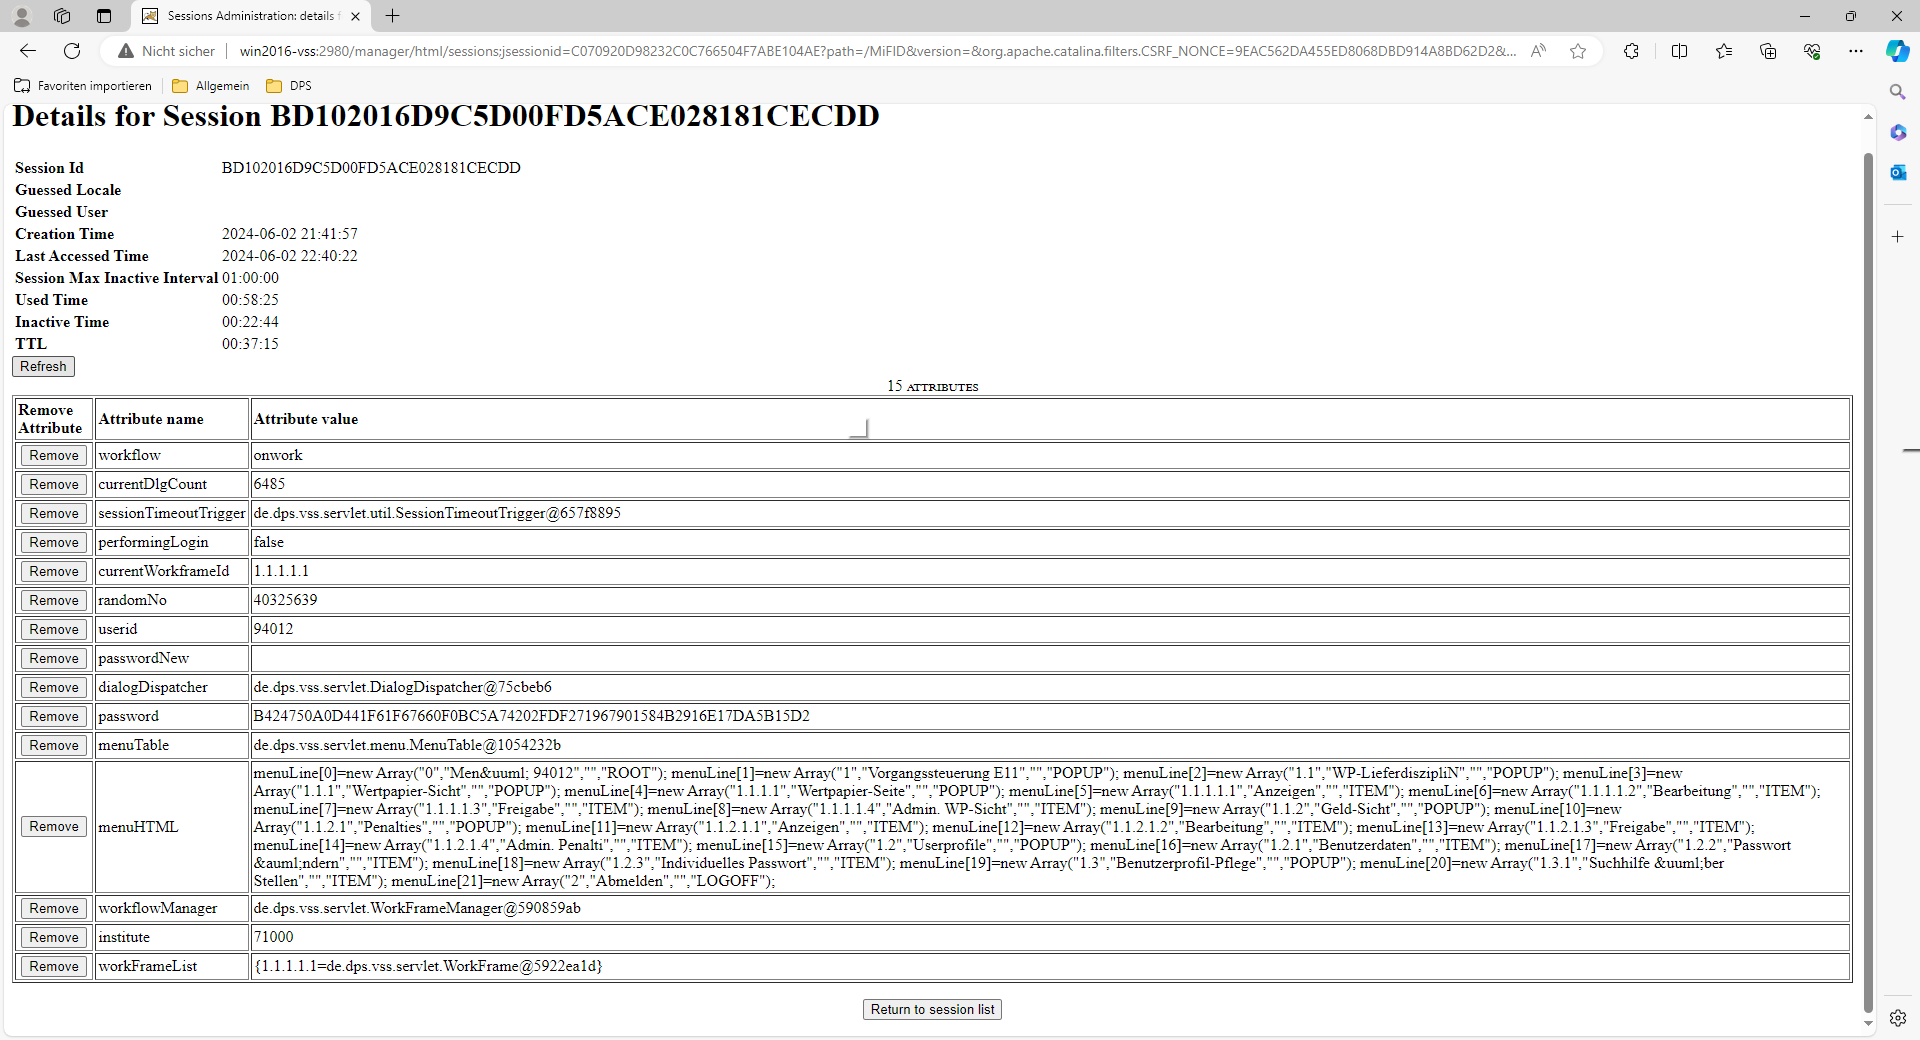 Sessions Administration: details f
Nicht sicher
win2016-vss:2980/manager/html/sessions;jsessionid=C070920D98232C0C766504F7ABE104AE?path=/MiFID&version=&org.apache.catalina.filters.CSRF_NONCE=9EAC562DA455ED8068DBD914A8BD62D2&...
Favoriten importieren
Allgemein
DPS
Details for Session BD102016D9C5D00FD5ACE028181CECDD
Session Id BD102016D9C5D00FD5ACE028181CECDD
Guessed Locale
Guessed User
Creation Time 2024-06-02 21:41:57
Last Accessed Time 2024-06-02 22:40:22
Session Max Inactive Interval 01:00:00
Used Time 00:58:25
Inactive Time 00:22:44
TTL 00:37:15
Refresh
15 ATTRIBUTES
Remove Attribute Attribute name Attribute value
Remove workflow onwork
Remove currentDlgCount 6485
Remove sessionTimeoutTrigger de.dps.vss.servlet.util.SessionTimeoutTrigger@657f8895
Remove performingLogin false
Remove currentWorkframeId 1.1.1.1.1
Remove randomNo 40325639
Remove userid 94012
Remove passwordNew
Remove dialogDispatcher de.dps.vss.servlet.DialogDispatcher@75cbeb6
Remove password B424750A0D441F61F67660F0BC5A74202FDF271967901584B2916E17DA5B15D2
Remove menuTable de.dps.vss.servlet.menu.MenuTable@1054232b
Remove menuHTML
menuLine[0]=new Array("0","Men&uuml; 94012","","ROOT"); menuLine[1]=new Array("1","Vorgangssteuerung E11","","POPUP"); menuLine[2]=new Array("1.1","WP-LieferdiszipliN","","POPUP"); menuLine[3]=new
Array("1.1.1","Wertpapier-Sicht","","POPUP"); menuLine[4]=new Array("1.1.1.1","Wertpapier-Seite","","POPUP"); menuLine[5]=new Array("1.1.1.1.1","Anzeigen","","ITEM"); menuLine[6]=new Array("1.1.1.1.2","Bearbeitung","","ITEM");
menuLine[7]=new Array("1.1.1.1.3","Freigabe","","ITEM"); menuLine[8]=new Array("1.1.1.1.4","Admin. WP-Sicht","","ITEM"); menuLine[9]=new Array("1.1.2","Geld-Sicht","","POPUP"); menuLine[10]=new
Array("1.1.2.1","Penalties","","POPUP"); menuLine[11]=new Array("1.1.2.1.1","Anzeigen","","ITEM"); menuLine[12]=new Array("1.1.2.1.2","Bearbeitung","","ITEM"); menuLine[13]=new Array("1.1.2.1.3","Freigabe","","ITEM");
menuLine[14]=new Array("1.1.2.1.4","Admin. Penalti","","ITEM"); menuLine[15]=new Array("1.2","Userprofile","","POPUP"); menuLine[16]=new Array("1.2.1","Benutzerdaten","","ITEM"); menuLine[17]=new Array("1.2.2","Passwort
&auml;ndern","","ITEM"); menuLine[18]=new Array("1.2.3","Individuelles Passwort","","ITEM"); menuLine[19]=new Array("1.3","Benutzerprofil-Pflege","","POPUP"); menuLine[20]=new Array("1.3.1","Suchhilfe &uuml;ber
Stellen","","ITEM"); menuLine[21]=new Array("2","Abmelden","","LOGOFF");
Remove workflowManager de.dps.vss.servlet.WorkFrameManager@590859ab
Remove institute 71000
Remove workFrameList {1.1.1.1.1=de.dps.vss.servlet.WorkFrame@5922ea1d}
Return to session list